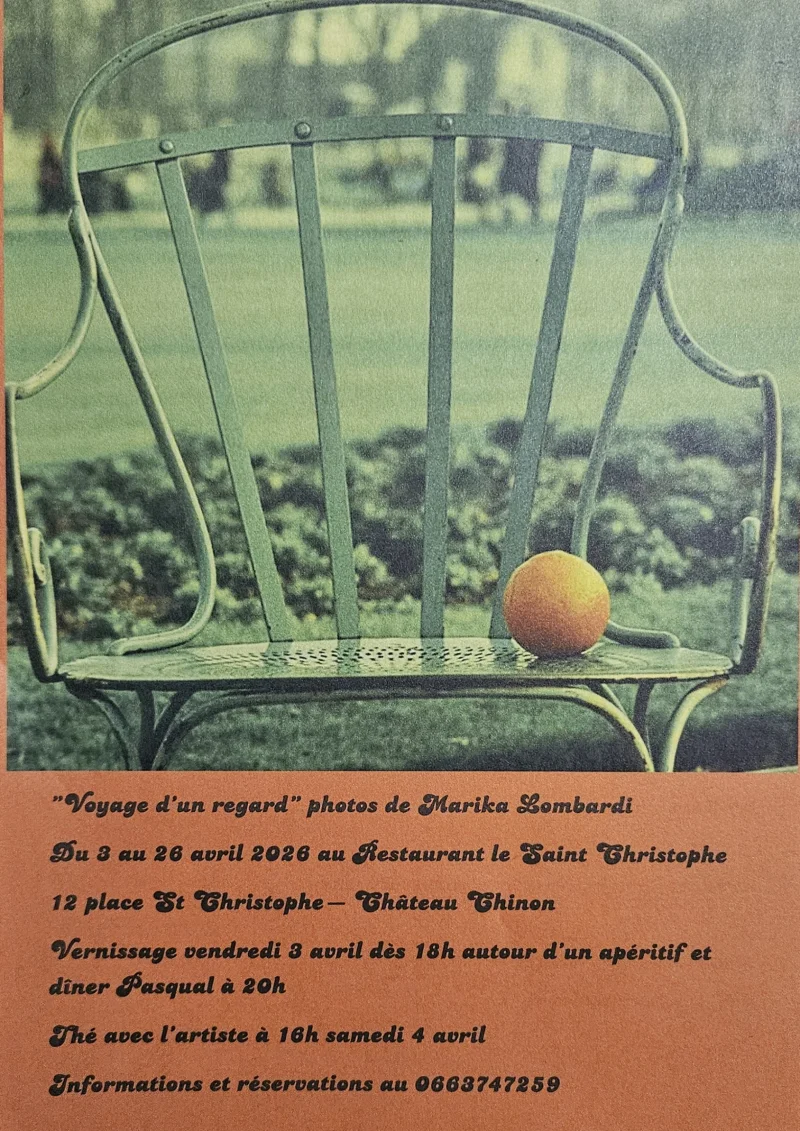 "Voyage d'un regard" photos de Marika Lombardi
Du 3 au 26 avril 2026 au Restaurant le Saint Christophe
12 place St Christophe – Château Chinon
Vernissage vendredi 3 avril dès 18h autour d'un apéritif et
dîner Pasqual à 20h
Thé avec l'artiste à 16h samedi 4 avril
Informations et réservations au 0663747259